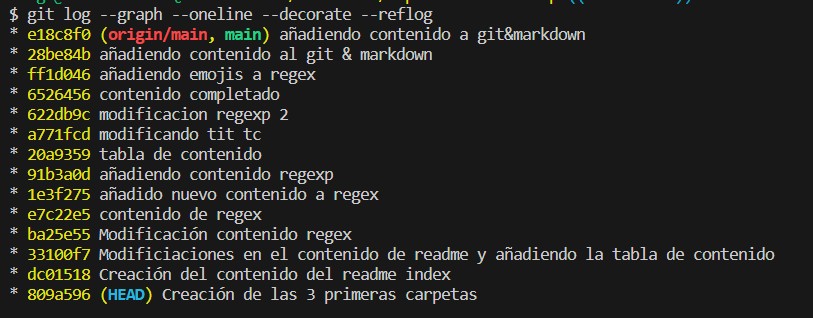 $ git log --graph --oneline --decorate --reflog
* e18c8f0 (origin/main, main) añadiendo contenido a git&markdown
* 28be84b añadiendo contenido al git & markdown
* ff1d046 añadiendo emojis a regex
* 6526456 contenido completado
* 622db9c modificacion regexp 2
* a771fcd modificando tit tc
* 20a9359 tabla de contenido
* 91b3a0d añadiendo contenido regexp
* 1e3f275 añadido nuevo contenido a regex
* e7c22e5 contenido de regex
* ba25e55 Modificación contenido regex
* 33100f7 Modificiaciones en el contenido de readme y añadiendo la tabla de contenido
* dc01518 Creación del contenido del readme index
* 809a596 (HEAD) Creación de las 3 primeras carpetas